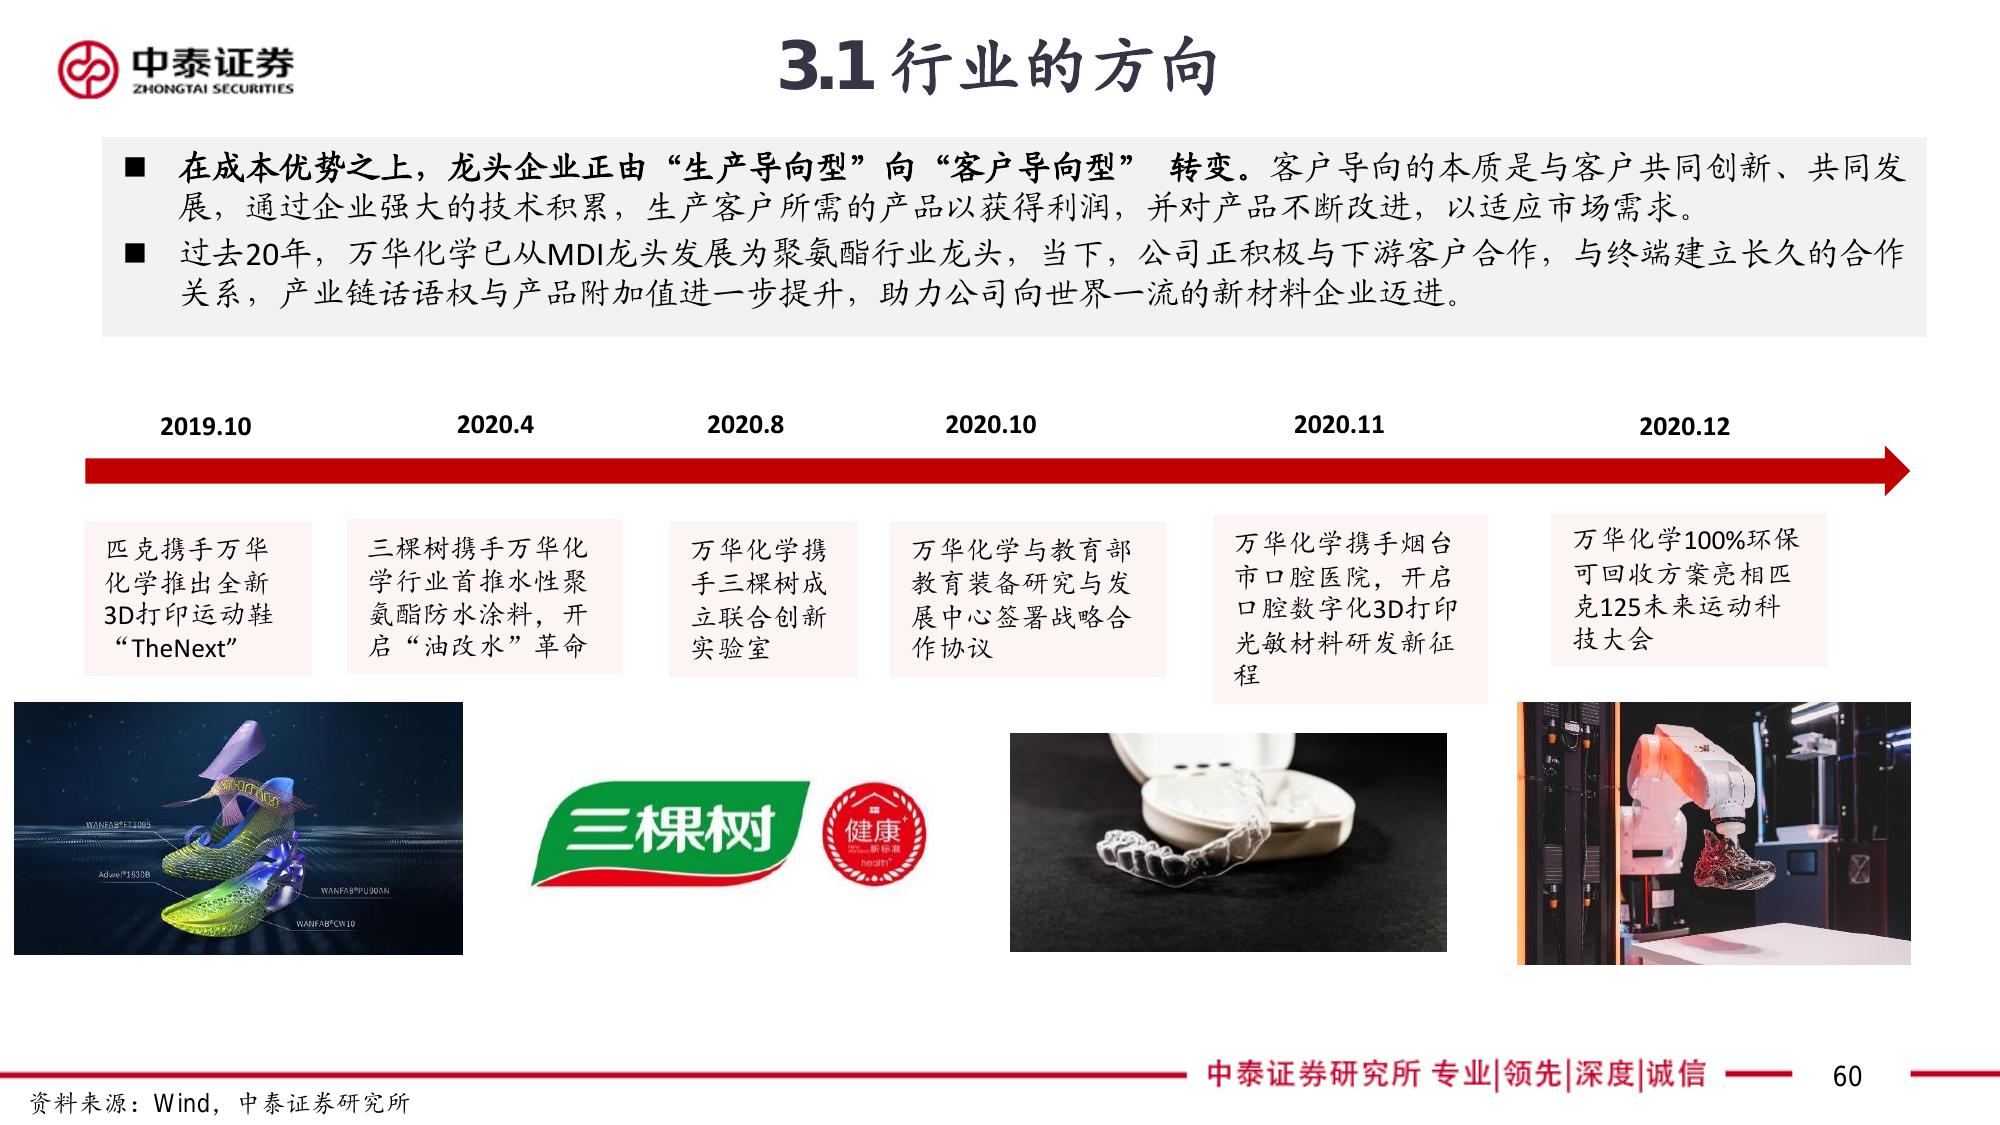 中泰证券
ZHONGTAI SECURITIES
3.1 行业的方向
■ 在成本优势之上，龙头企业正由“生产导向型”向“客户导向型” 转变。客户导向的本质是与客户共同创新、共同发
展，通过企业强大的技术积累，生产客户所需的产品以获得利润，并对产品不断改进，以适应市场需求。
■ 过去20年，万华化学已从MDI龙头发展为聚氨酯行业龙头，当下，公司正积极与下游客户合作，与终端建立长久的合作
关系，产业链话语权与产品附加值进一步提升，助力公司向世界一流的新材料企业迈进。
2019.10
2020.4
2020.8
2020.10
2020.11
2020.12
匹克携手万华
化学推出全新
3D打印运动鞋
“TheNext”
三棵树携手万华化
学行业首推水性聚
氨酯防水涂料，开
启“油改水”革命
万华化学携
手三棵树成
立联合创新
实验室
万华化学与教育部
教育装备研究与发
展中心签署战略合
作协议
万华化学携手烟台
市口腔医院，开启
口腔数字化3D打印
光敏材料研发新征
程
万华化学100%环保
可回收方案亮相匹
克125未来运动科
技大会
WANFAB®FT109S
Adwel®1630B
WANFAB®PU90AN
WANFAB®CW10
三棵树
健康+
新标准
health+
中泰证券研究所 专业|领先|深度|诚信
60
资料来源：Wind，中泰证券研究所